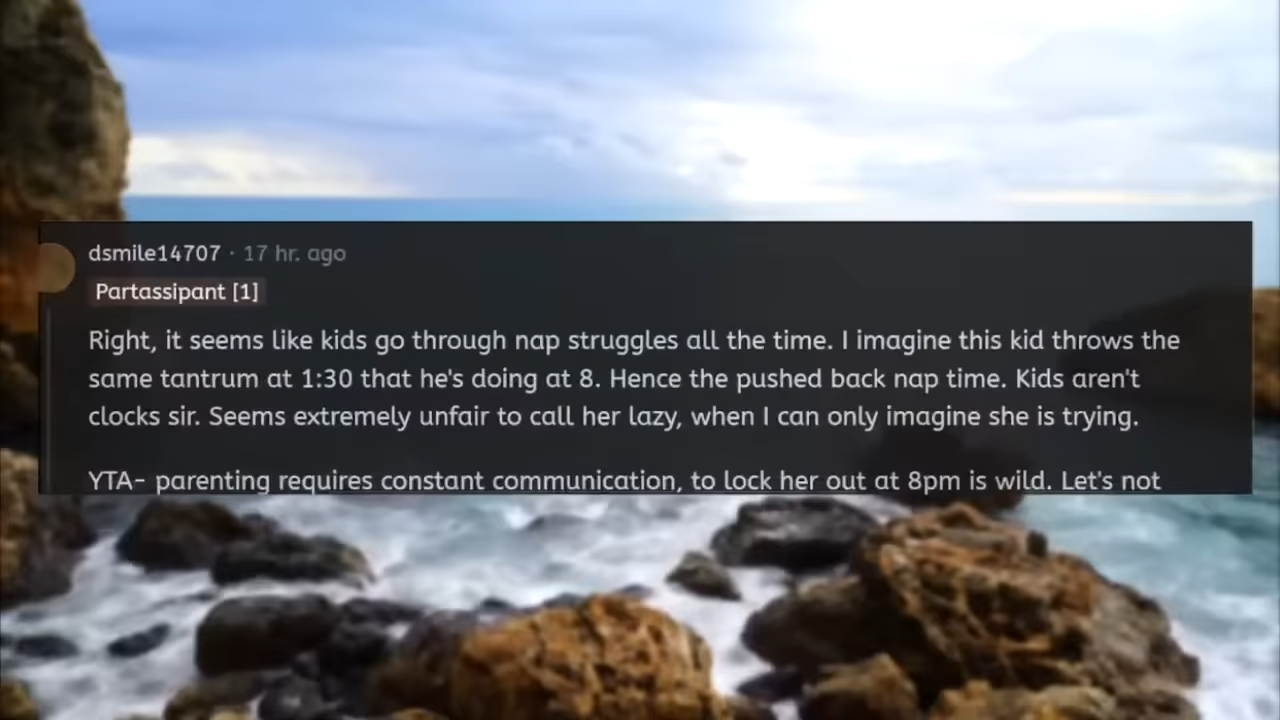 dsmile14707 · 17 hr. ago
Partassipant [1]
Right, it seems like kids go through nap struggles all the time. I imagine this kid throws the
same tantrum at 1:30 that he's doing at 8. Hence the pushed back nap time. Kids aren't
clocks sir. Seems extremely unfair to call her lazy, when I can only imagine she is trying.
YTA- parenting requires constant communication, to lock her out at 8pm is wild. Let's not